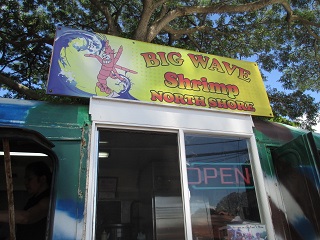 BIG WAVE
Shrimp
NORTH SHORE
OPEN